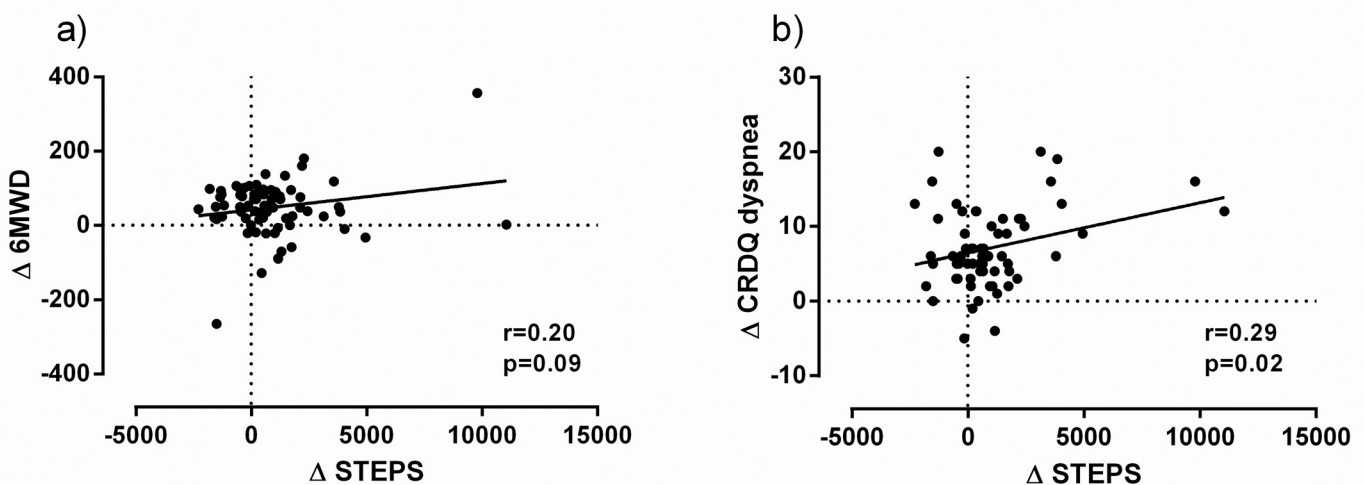 a)
400
200
0
-200
-400
Δ 6MWD
r=0.20
p=0.09
-5000 0 5000 10000 15000
Δ STEPS
b)
30
20
10
0
-10
Δ CRDQ dyspnea
r=0.29
p=0.02
-5000 0 5000 10000 15000
Δ STEPS